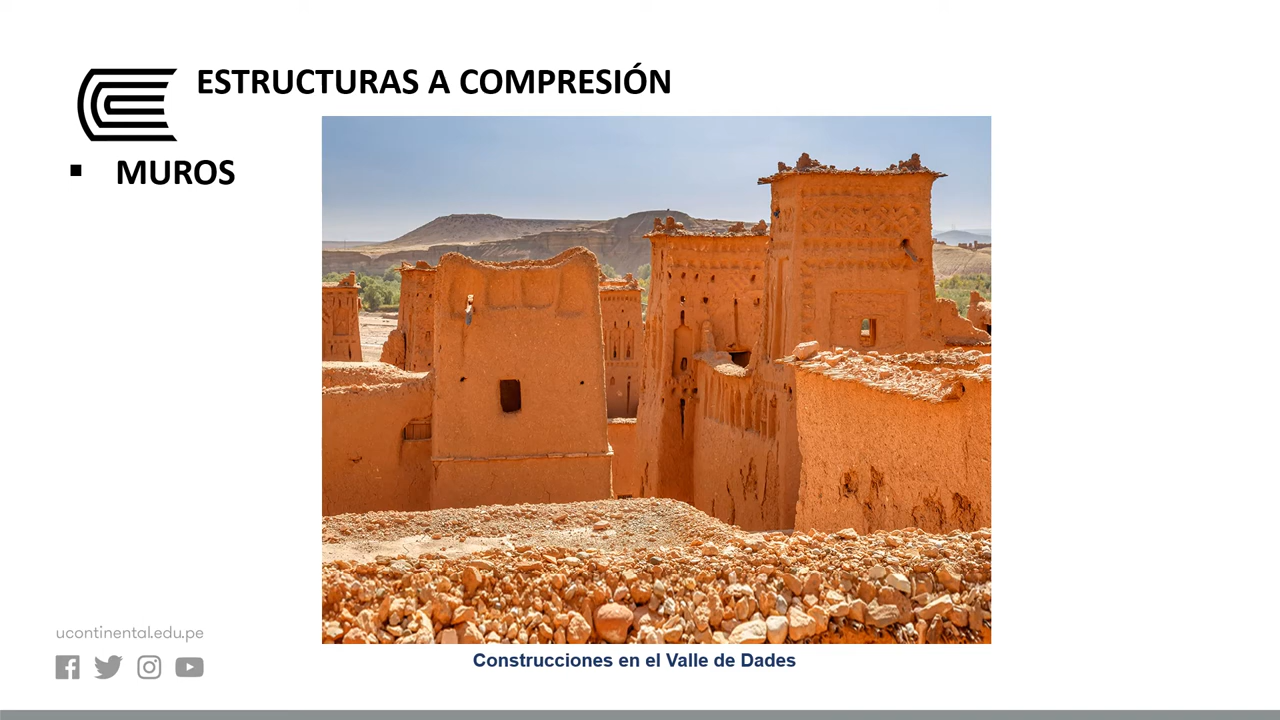 ESTRUCTURAS A COMPRESIÓN
▪ MUROS
Construcciones en el Valle de Dades
ucontinental.edu.pe